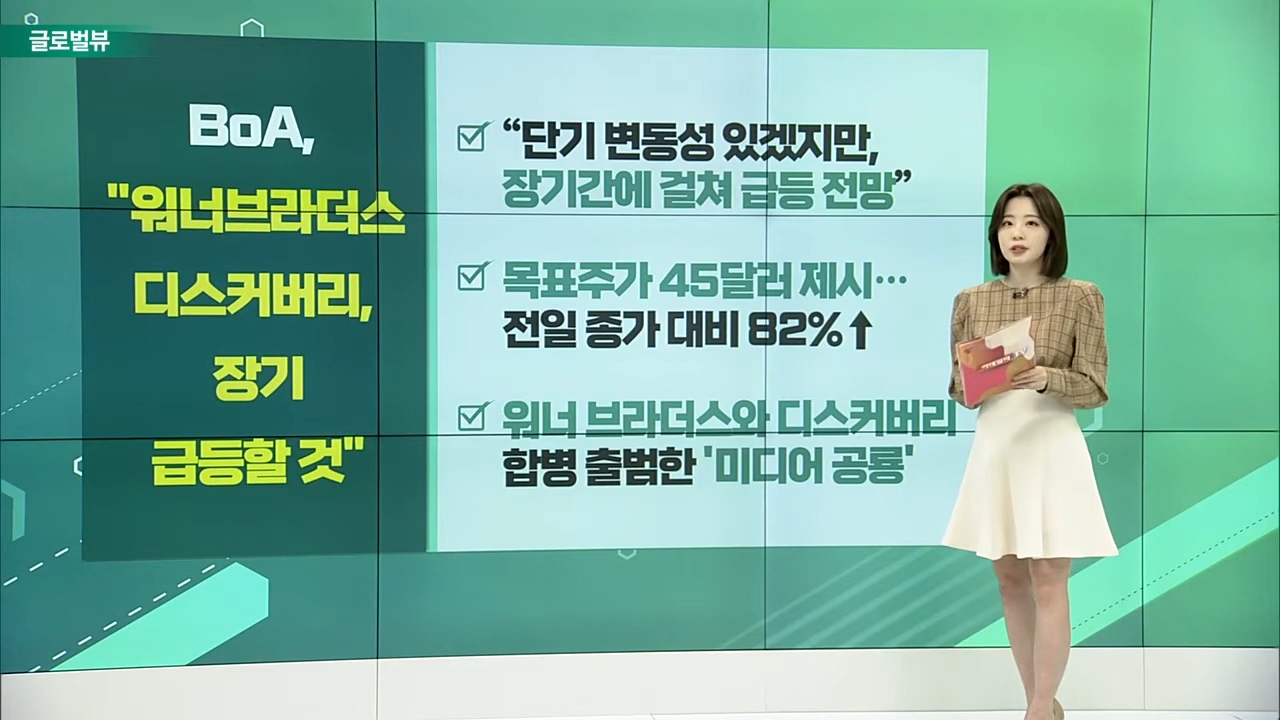 글로벌뷰
BoA,
"워너브라더스
디스커버리,
장기
급등할 것"
“단기 변동성 있겠지만,
장기간에 걸쳐 급등 전망”
목표주가 45달러 제시…
전일 종가 대비 82%↑
워너 브라더스와 디스커버리
합병 출범한 '미디어 공룡'